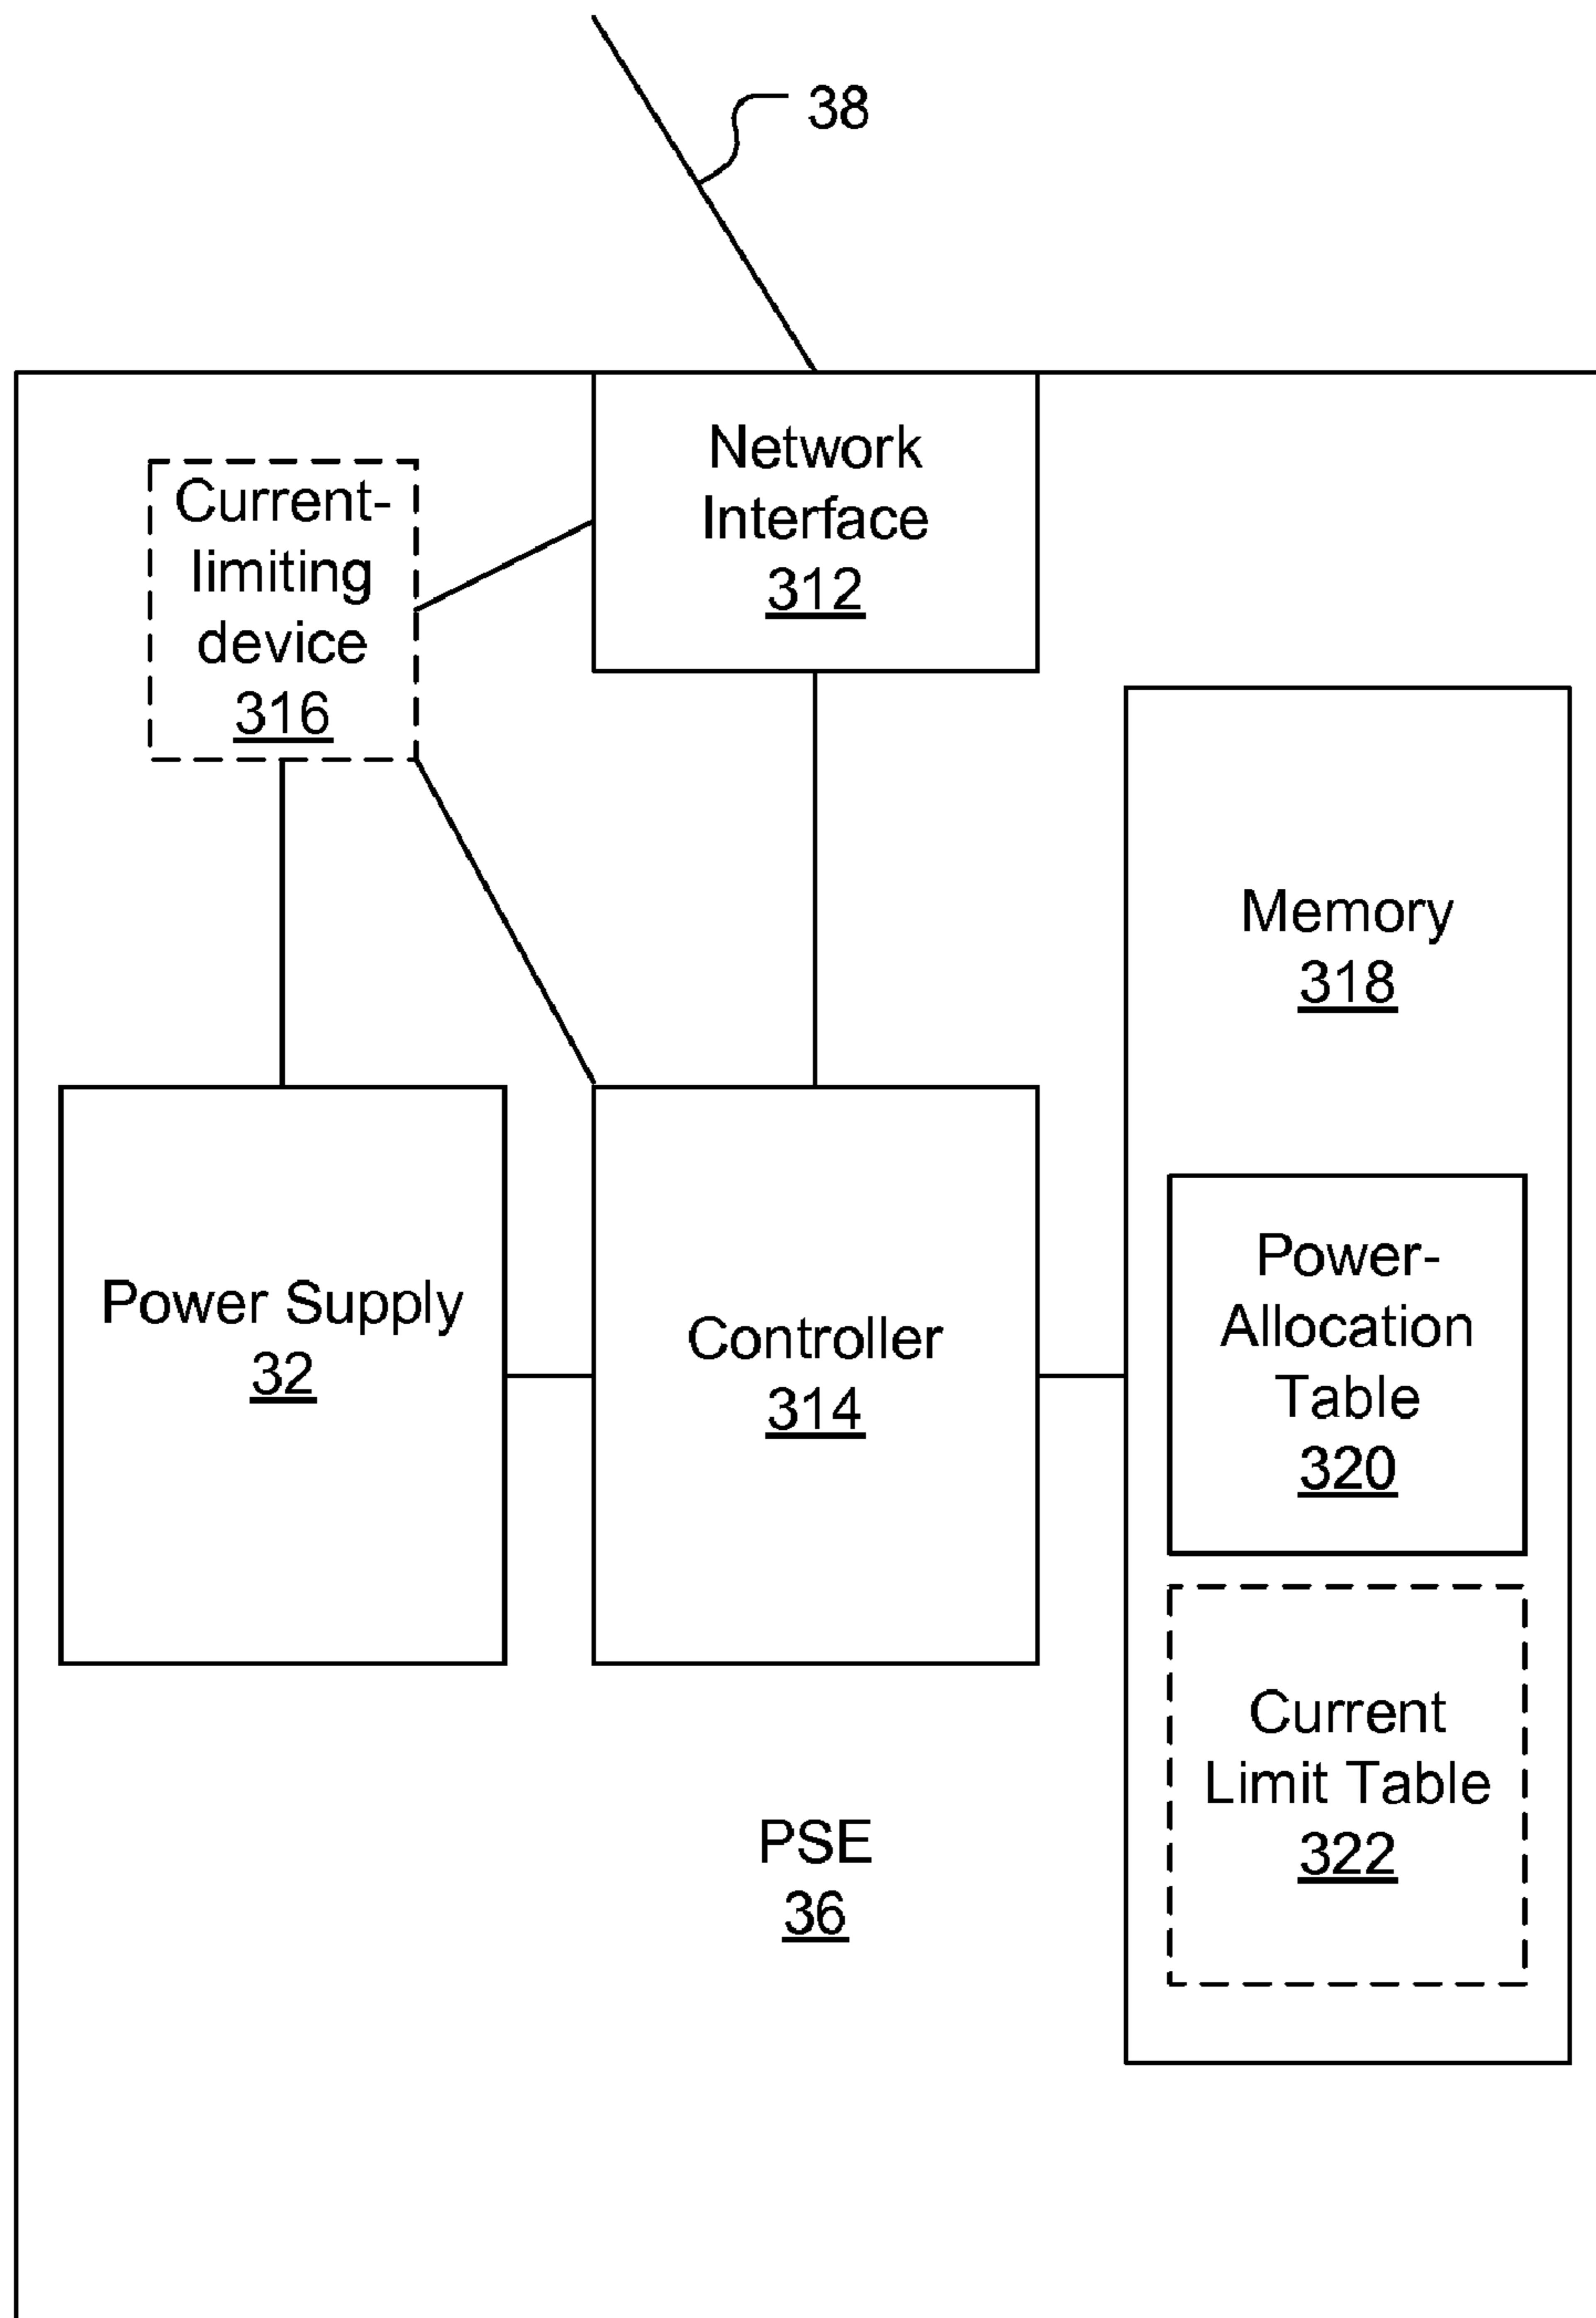 38
Network
Interface
312
Current-
limiting
device
316
Memory
318
Power Supply
32
Controller
314
Power-
Allocation
Table
320
Current
Limit Table
322
PSE
36